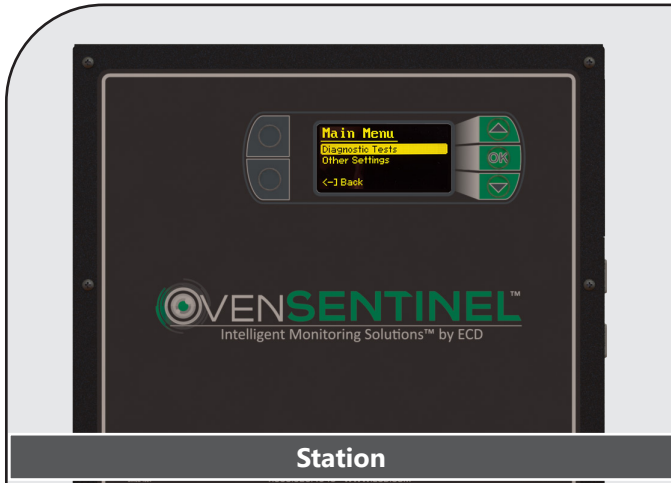 Main Menu
Diagnostic Tests
Other Settings
<-] Back
OK
OVENSENTINEL™
Intelligent Monitoring Solutions™ by ECD
Station